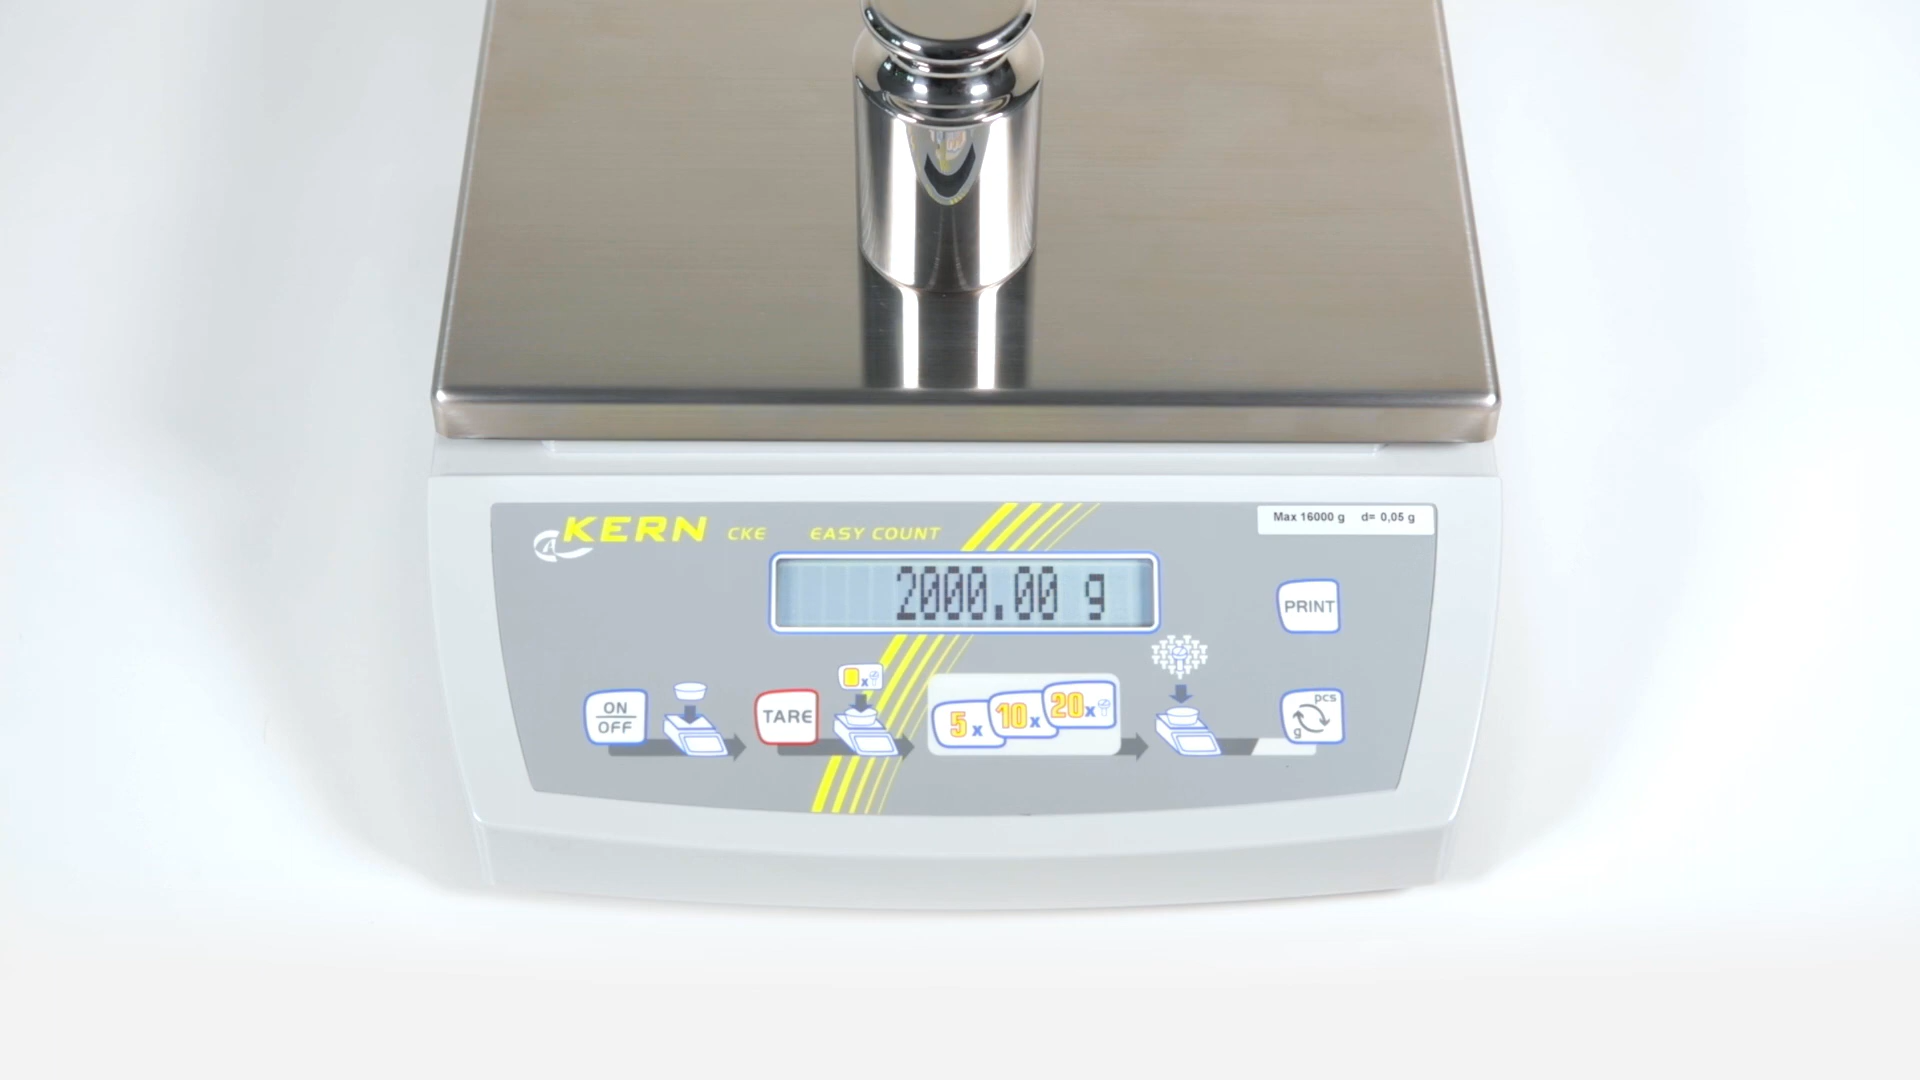 KERN CKE EASY COUNT
Max 16000 g d= 0,05 g
2000.00 g
PRINT
ON
OFF
TARE
x
5x 10x 20x
pcs
g